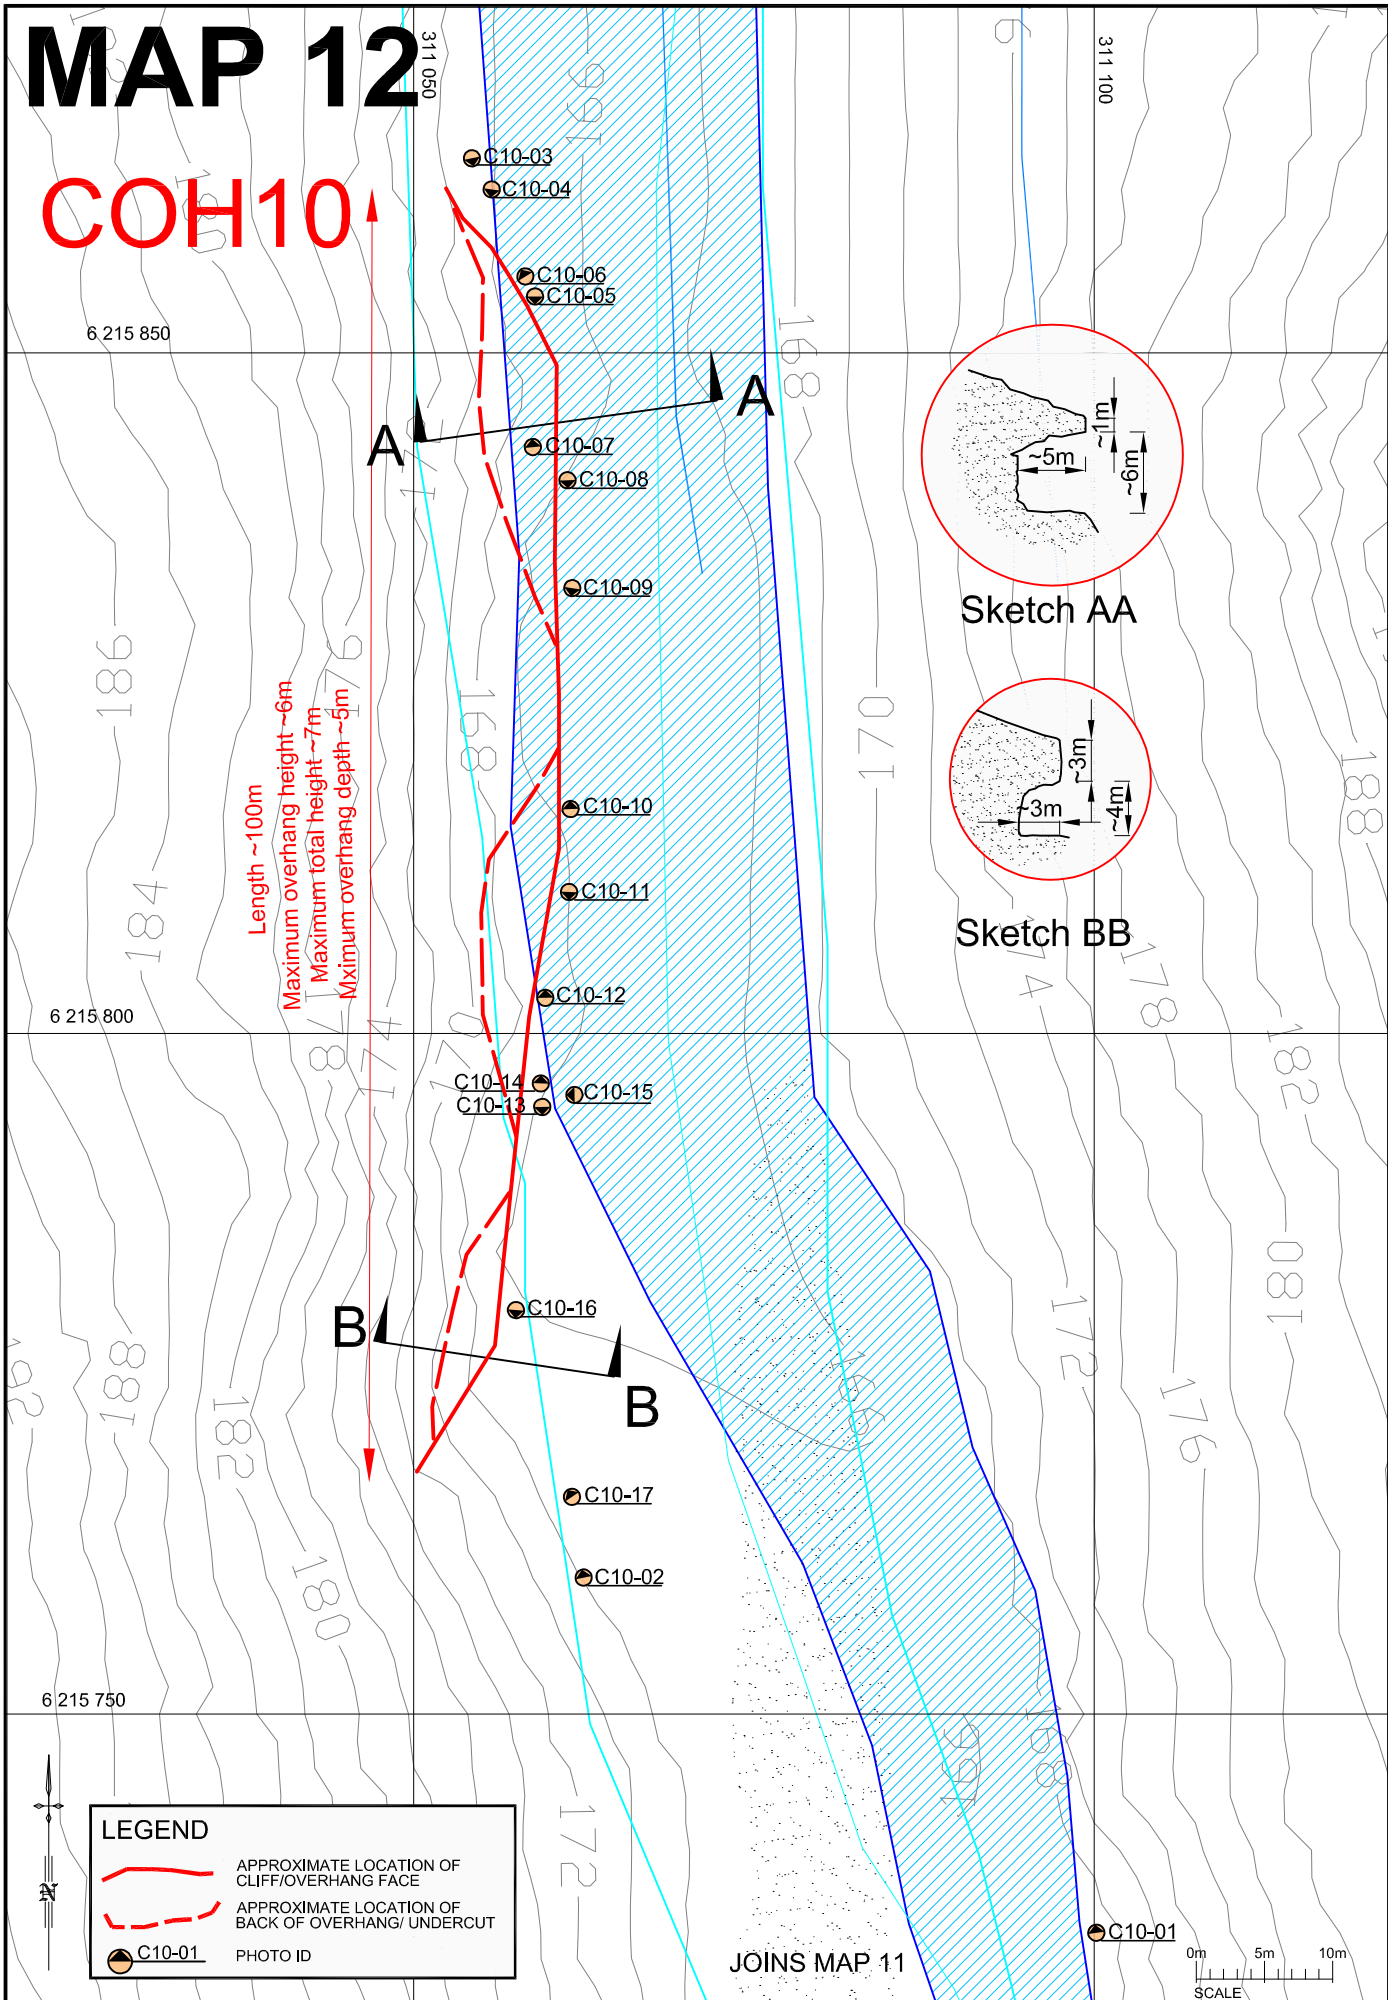 MAP 12
COH10
311 050
311 100
166
180
C10-03
C10-04
C10-06
C10-05
6 215 850
168
A
A
C10-07
C10-08
C10-09
~1m
~5m
~6m
Sketch AA
186
176
168
170
188
Length ~100m
Maximum overhang height ~6m
Maximum total height ~7m
Mximum overhang depth ~5m
~3m
~3m
~4m
Sketch BB
C10-10
C10-11
184
174
178
182
C10-12
6 215 800
174
C10-14
C10-13
C10-15
180
172
176
C10-16
B
B
188
182
C10-17
C10-02
180
6 215 750
166
168
172
N
LEGEND
APPROXIMATE LOCATION OF
CLIFF/OVERHANG FACE
APPROXIMATE LOCATION OF
BACK OF OVERHANG/ UNDERCUT
C10-01
PHOTO ID
JOINS MAP 11
C10-01
0m 5m 10m
SCALE